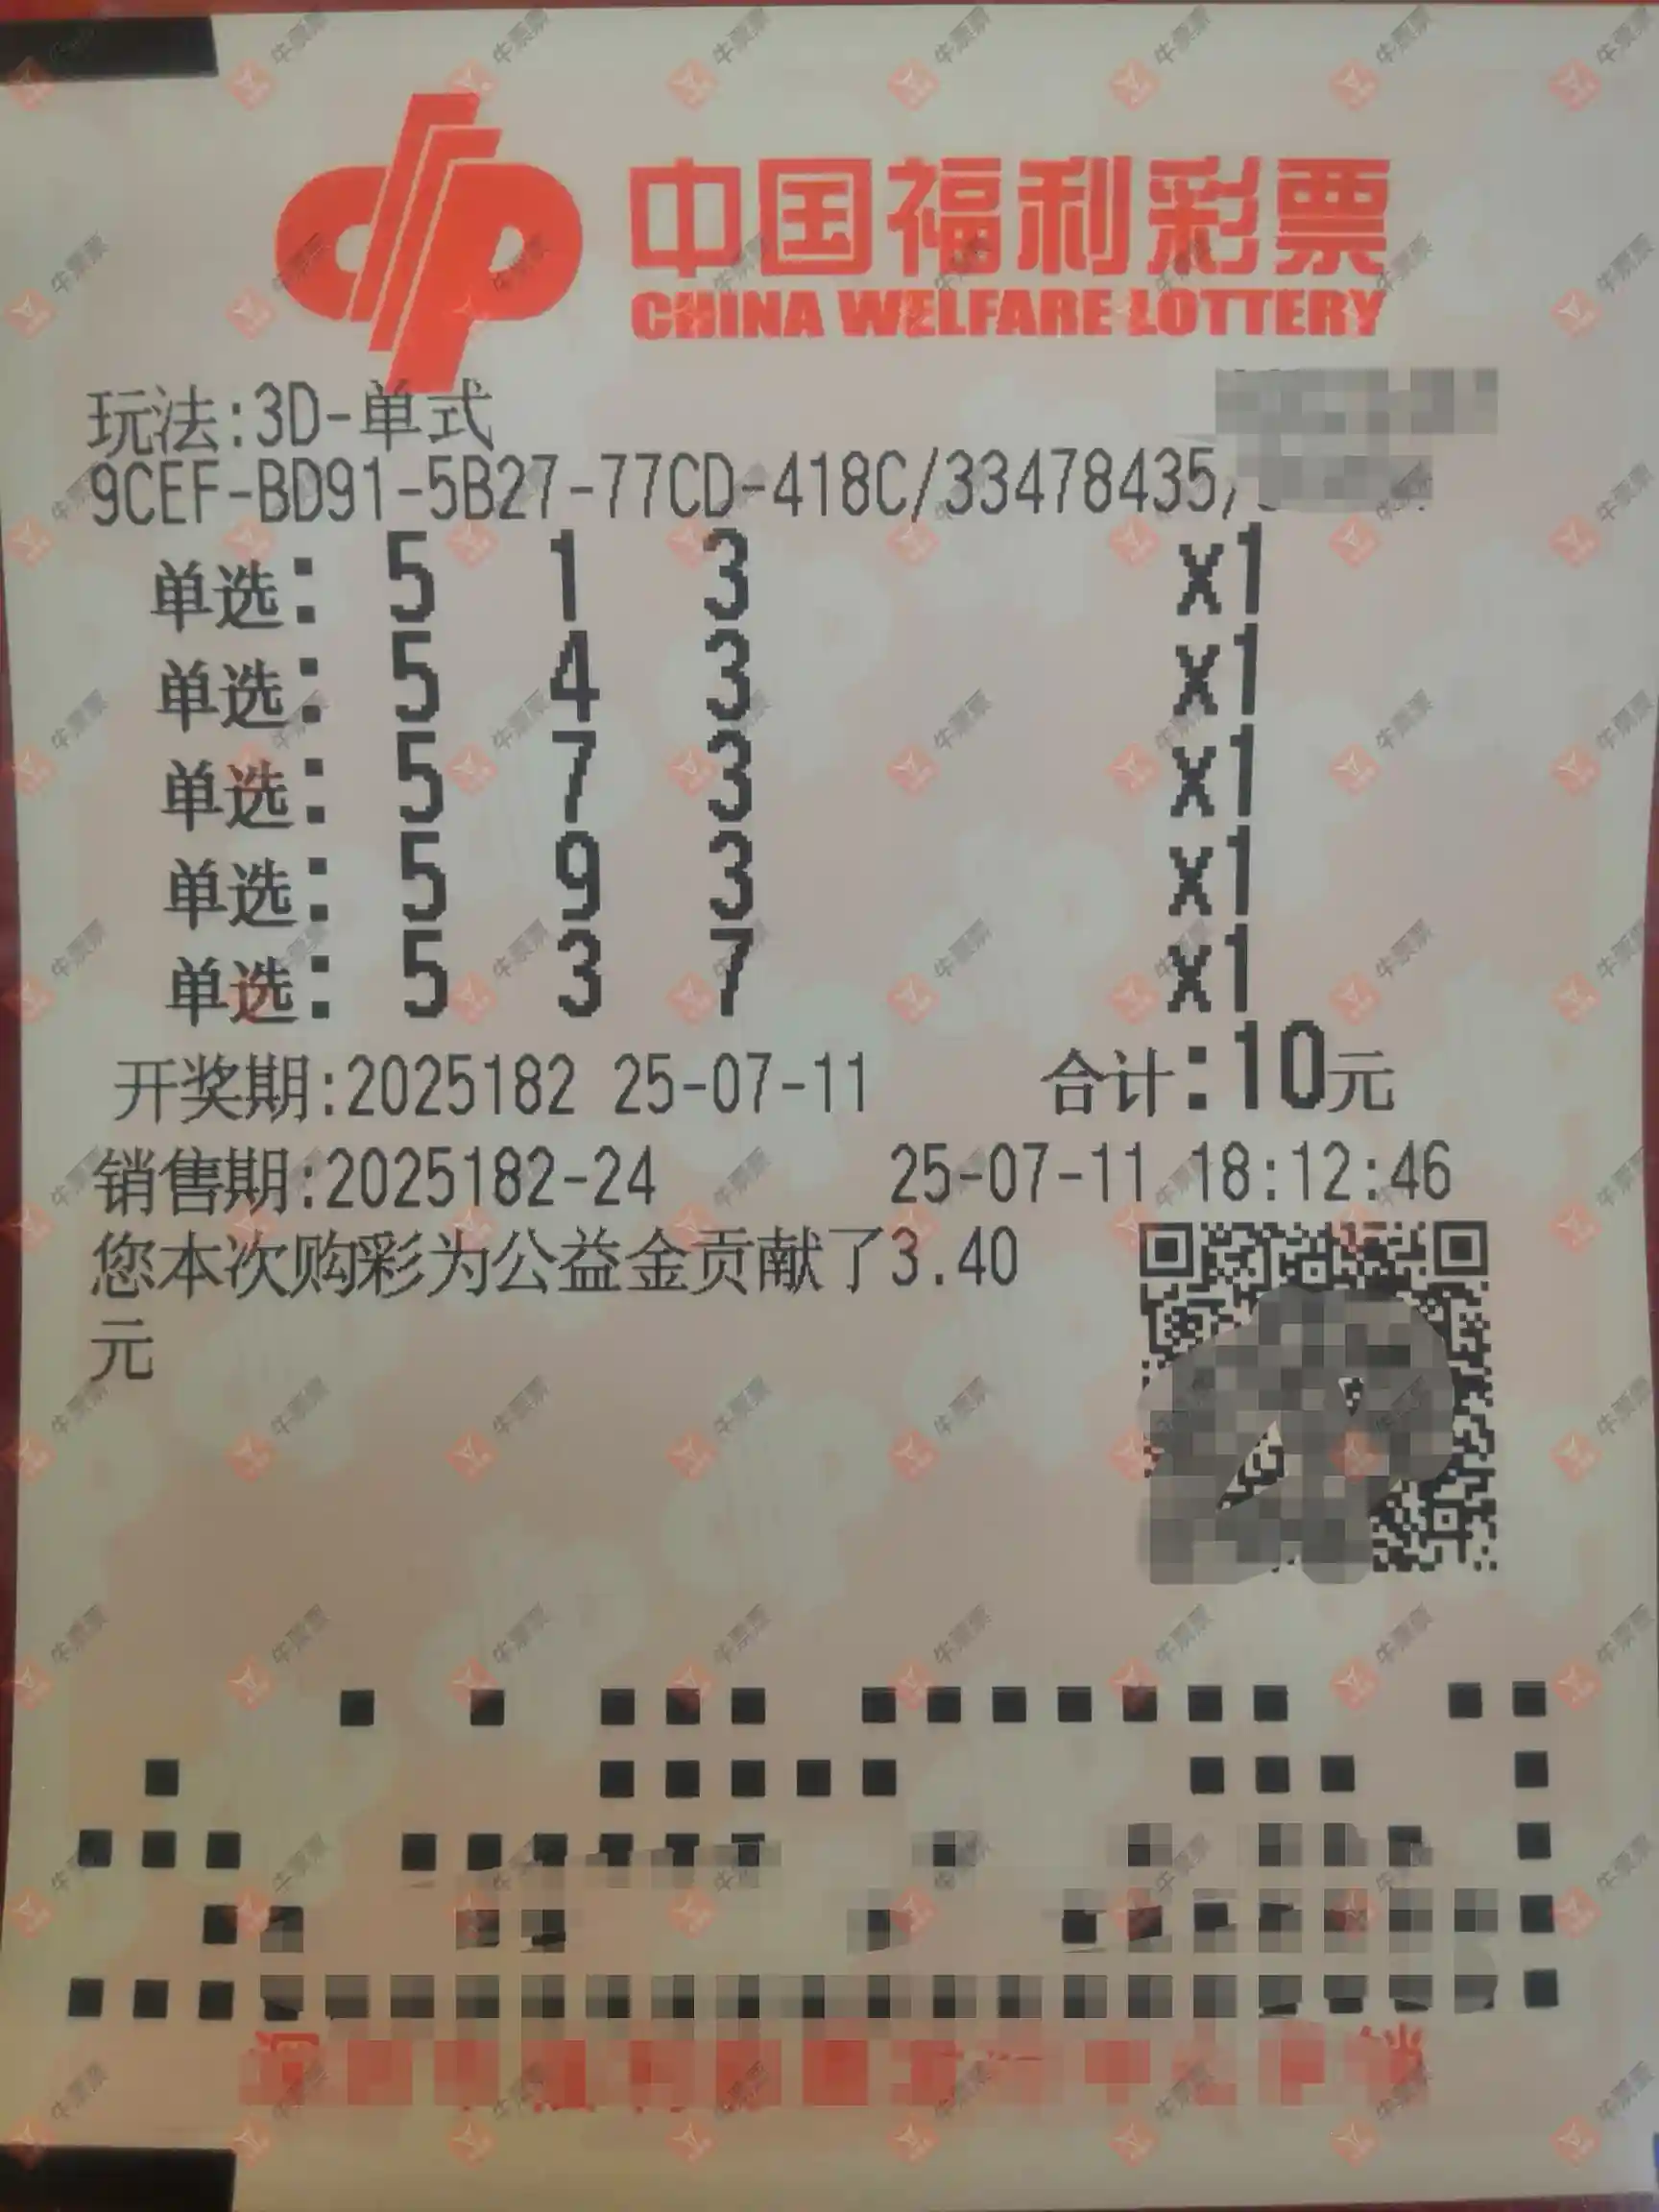 中国福利彩票
CHINA WELFARE LOTTERY
玩法:3D-单式
9CEF-BD91-5B27-77CD-418C/33478435/
单选: 5 1 3 x1
单选: 5 4 3 x1
单选: 5 7 3 x1
单选: 5 9 3 x1
单选: 5 3 7 x1
开奖期:2025182 25-07-11 合计:10元
销售期:2025182-24 25-07-11 18:12:46
您本次购彩为公益金贡献了3.40
元
牛票票